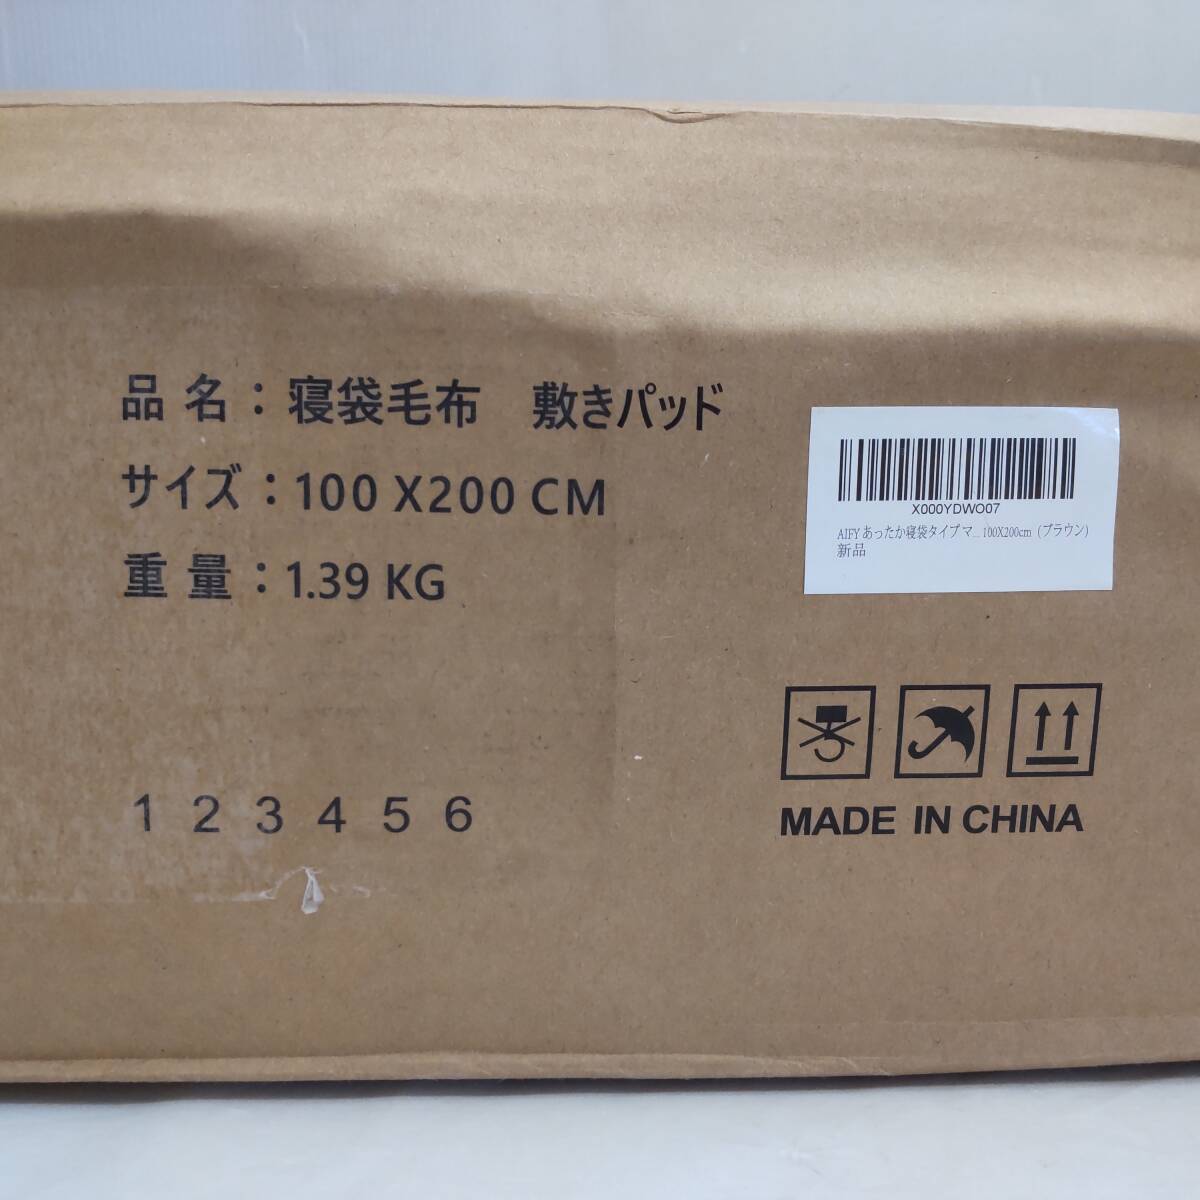 品名：寝袋毛布　敷きパッド
サイズ：100 X200 CM
重量：1.39 KG
X000YDWO07
AIFY あったか寝袋タイプ マ... 100X200cm (ブラウン)
新品
1 2 3 4 5 6
MADE IN CHINA